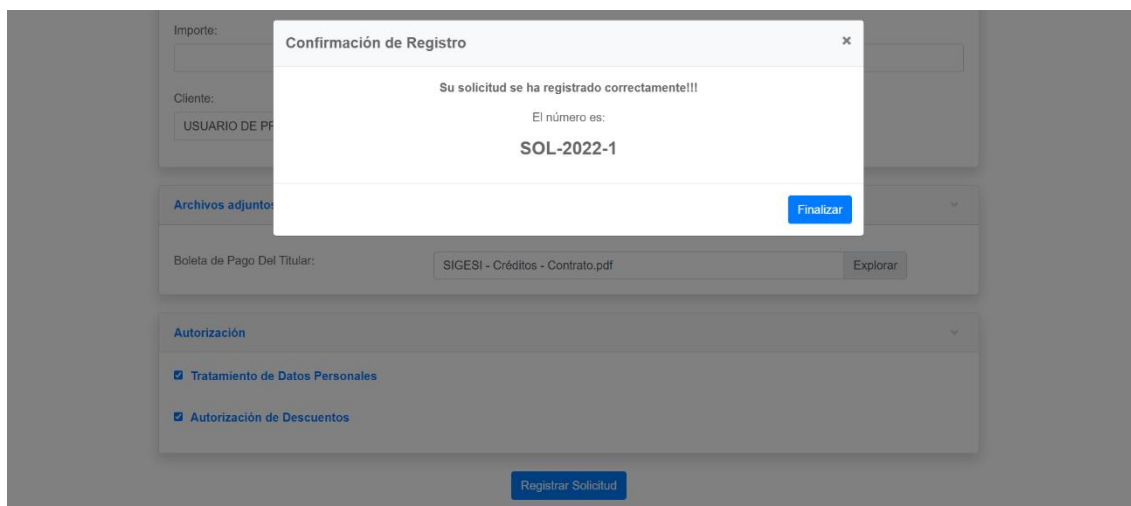 Importe:
Confirmación de Registro
×
Su solicitud se ha registrado correctamente!!!
El número es:
SOL-2022-1
Finalizar
Cliente:
USUARIO DE
Archivos adjuntos
Boleta de Pago Del Titular:
SIGESI - Créditos - Contrato.pdf
Explorar
Autorización
Tratamiento de Datos Personales
Autorización de Descuentos
Registrar Solicitud